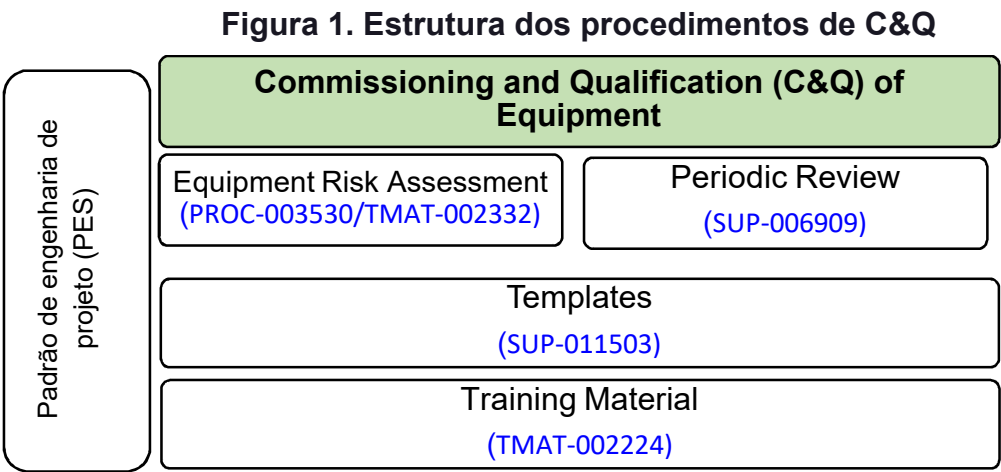 Figura 1. Estrutura dos procedimentos de C&Q
Padrão de engenharia de
projeto (PES)
Commissioning and Qualification (C&Q) of
Equipment
Equipment Risk Assessment
(PROC-003530/TMAT-002332)
Periodic Review
(SUP-006909)
Templates
(SUP-011503)
Training Material
(TMAT-002224)